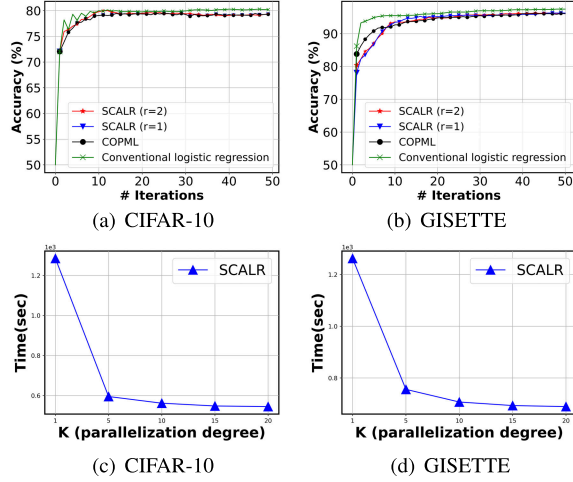 Accuracy (%)
80
75
70
65
60
55
50
SCALR (r=2)
SCALR (r=1)
COPML
Conventional logistic regression
0 10 20 30 40 50
# Iterations
(a) CIFAR-10
Accuracy (%)
90
80
70
60
50
SCALR (r=2)
SCALR (r=1)
COPML
Conventional logistic regression
0 10 20 30 40 50
# Iterations
(b) GISETTE
1e3
Time(sec)
1.2
1.0
0.8
0.6
SCALR
1 5 10 15 20
K (parallelization degree)
(c) CIFAR-10
1e3
Time(sec)
1.2
1.0
0.8
SCALR
1 5 10 15 20
K (parallelization degree)
(d) GISETTE